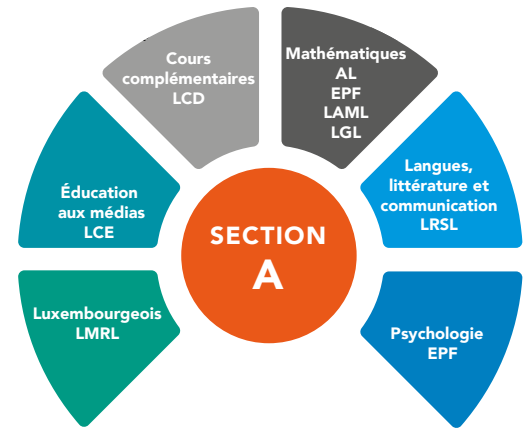 Cours
complémentaires
LCD
Mathématiques
AL
EPF
LAML
LGL
Éducation
aux médias
LCE
Langues,
littérature et
communication
LRSL
SECTION
A
Luxembourgeois
LMRL
Psychologie
EPF